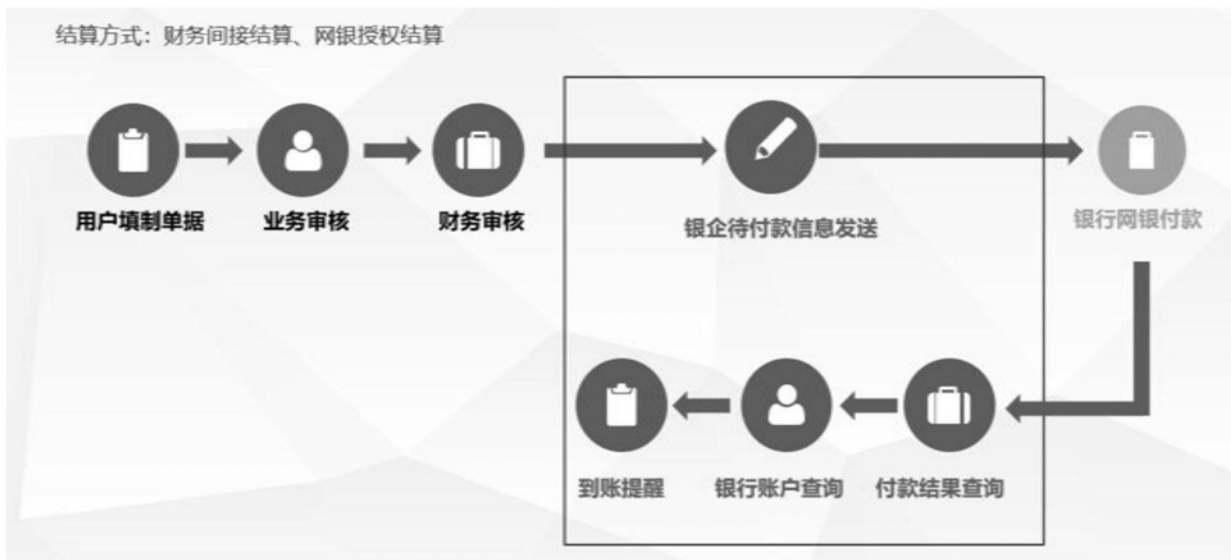 结算方式：财务间接结算、网银授权结算
用户填制单据
业务审核
财务审核
银企待付款信息发送
银行网银付款
到账提醒
银行账户查询
付款结果查询